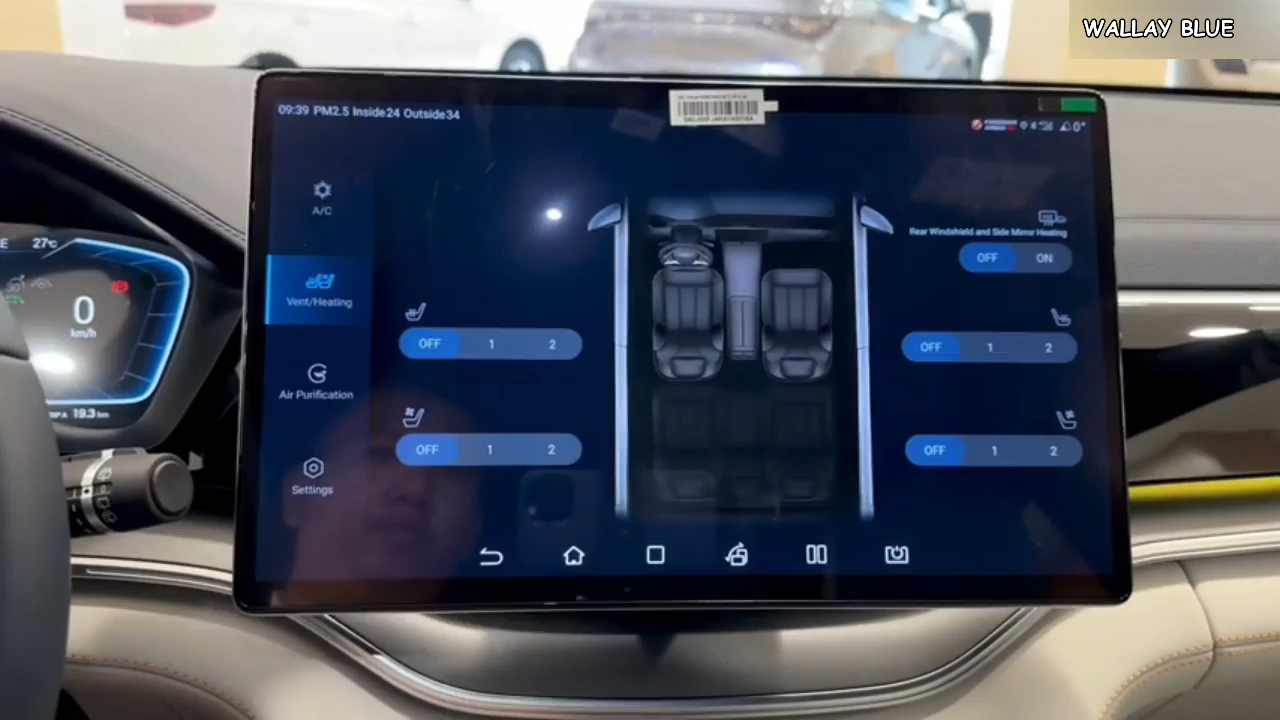 WALLAY BLUE
09:39 PM2.5 Inside24 Outside34
0°
A/C
Rear Windshield and Side Mirror Heating
OFF ON
27°C
Vent/Heating
0
km/h
OFF 1 2
OFF 1 2
Air Purification
19.3 km
OFF 1 2
OFF 1 2
Settings